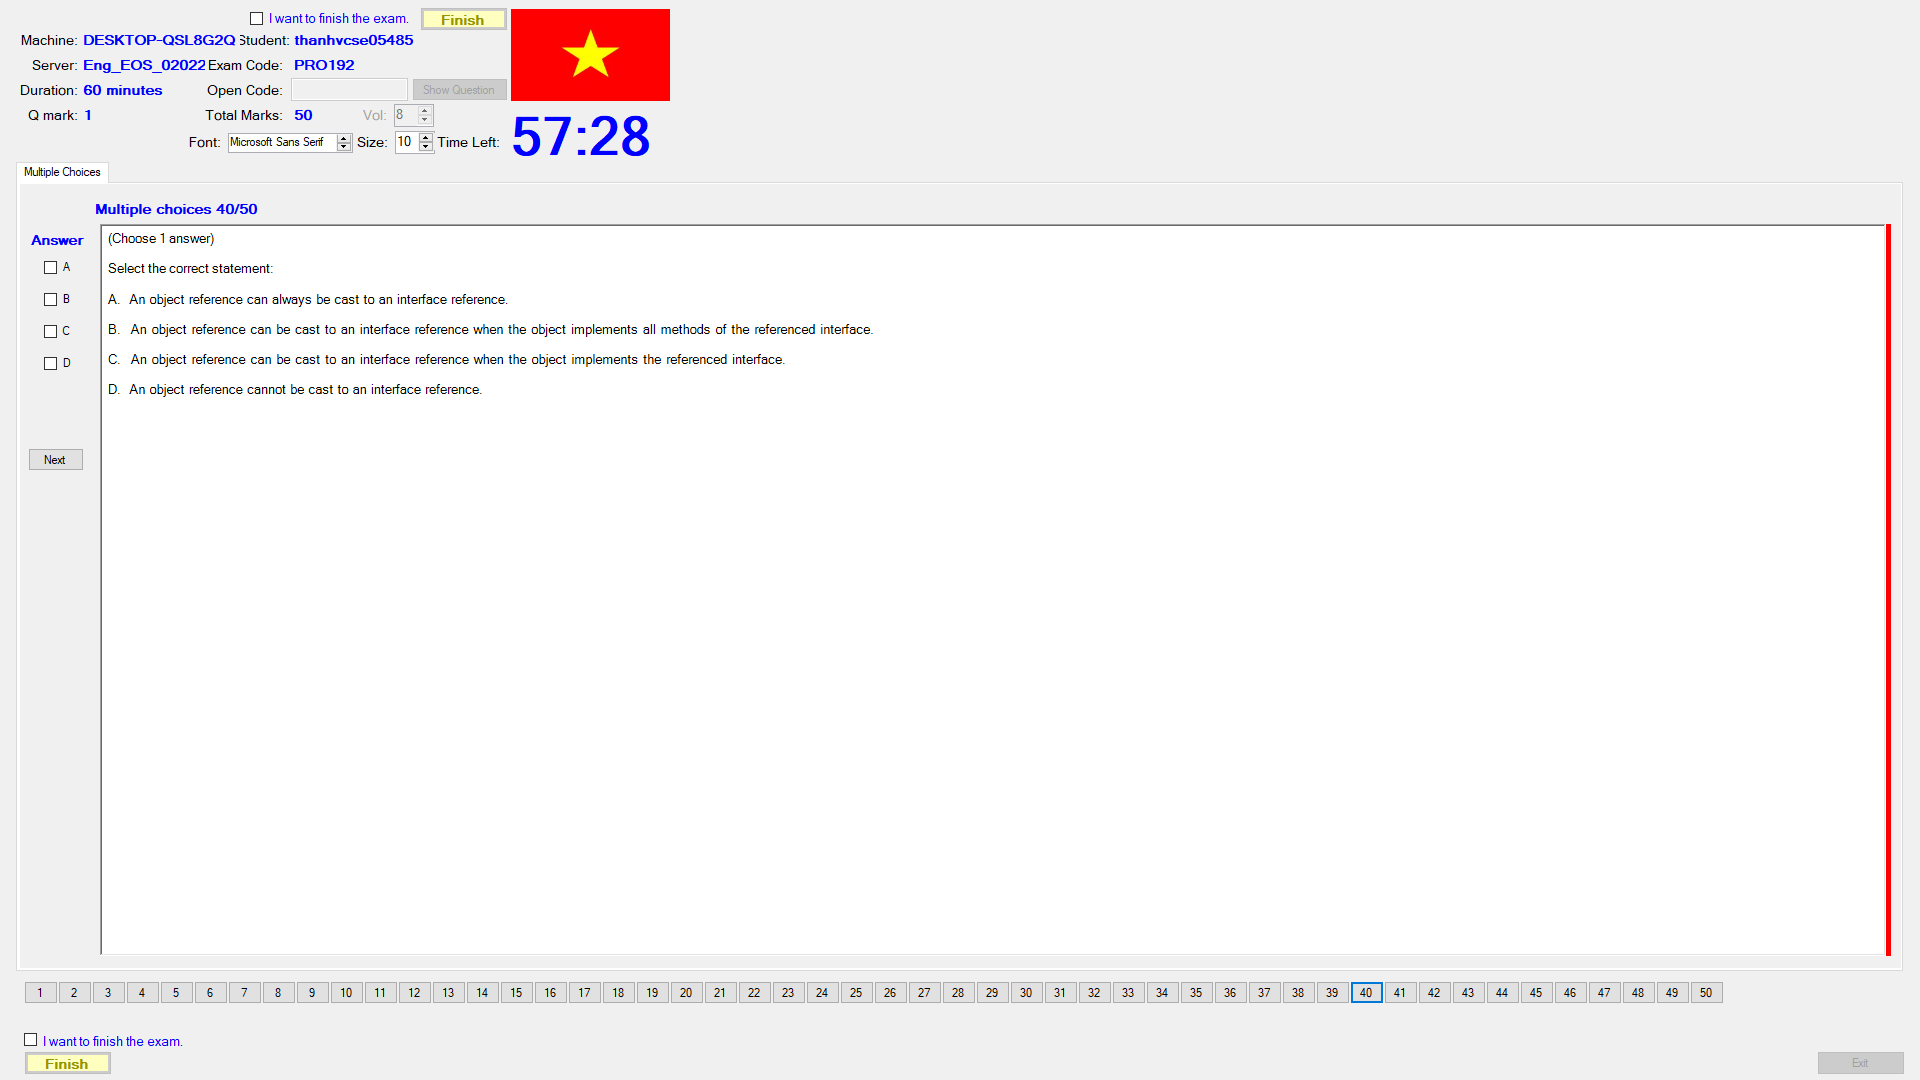 I want to finish the exam. Finish
Machine: DESKTOP-QSL8G2Q Student: thanhvcse05485
Server: Eng_EOS_02022 Exam Code: PRO192
Duration: 60 minutes Open Code: Show Question
Q mark: 1 Total Marks: 50 Vol: 8
Font: Microsoft Sans Serif Size: 10 Time Left: 57:28
Multiple Choices
Multiple choices 40/50
Answer
A
B
C
D
Next
(Choose 1 answer)
Select the correct statement:
A. An object reference can always be cast to an interface reference.
B. An object reference can be cast to an interface reference when the object implements all methods of the referenced interface.
C. An object reference can be cast to an interface reference when the object implements the referenced interface.
D. An object reference cannot be cast to an interface reference.
1 2 3 4 5 6 7 8 9 10 11 12 13 14 15 16 17 18 19 20 21 22 23 24 25 26 27 28 29 30 31 32 33 34 35 36 37 38 39 40 41 42 43 44 45 46 47 48 49 50
I want to finish the exam.
Finish
Exit